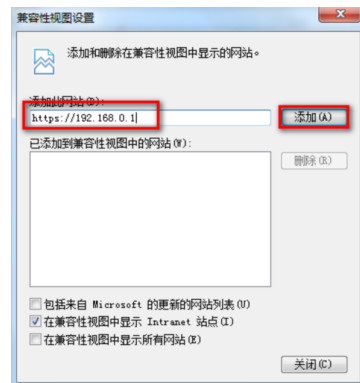 兼容性视图设置
添加和删除在兼容性视图中显示的网站。
添加此网站(D):
https://192.168.0.1
添加(A)
已添加到兼容性视图中的网站(W):
删除(R)
包括来自 Microsoft 的更新的网站列表(U)
在兼容性视图中显示 Intranet 站点(I)
在兼容性视图中显示所有网站(E)
关闭(C)